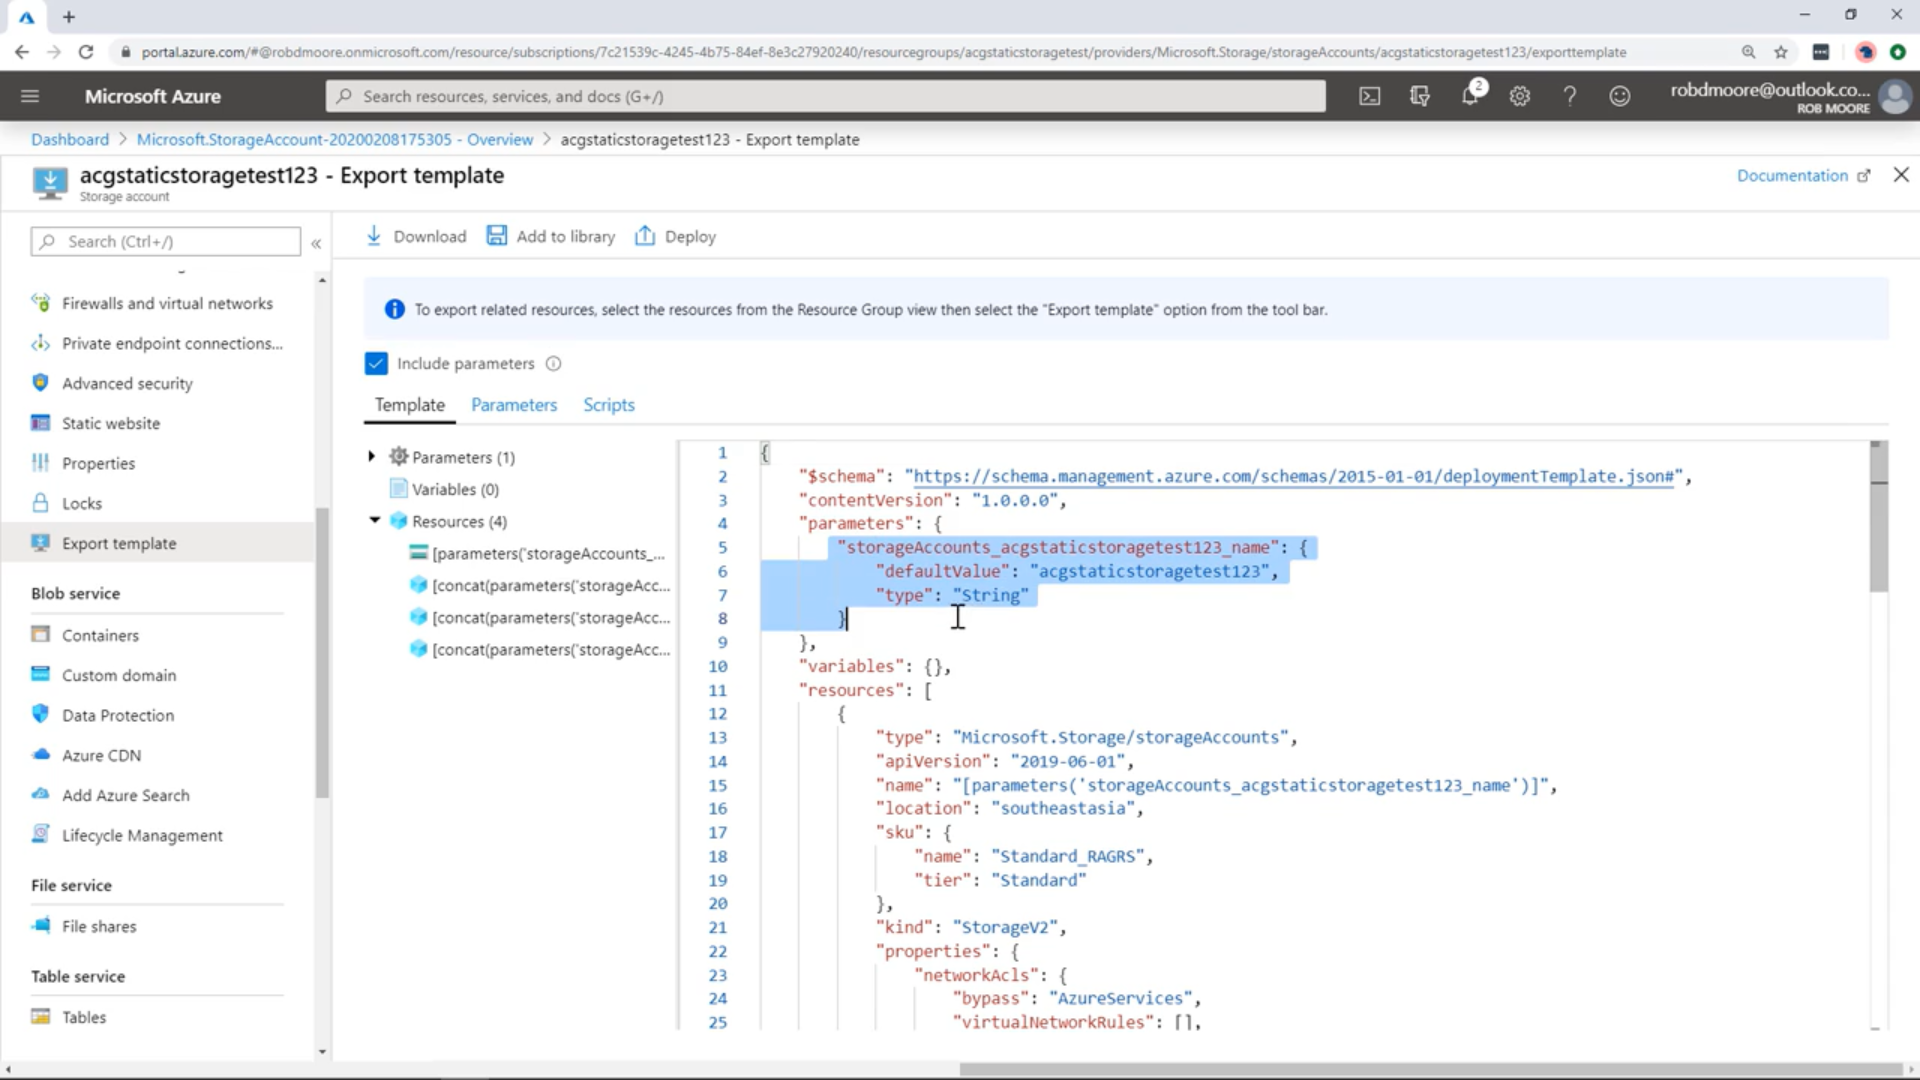 portal.azure.com/#@robdmoore.onmicrosoft.com/resource/subscriptions/7c21539c-4245-4b75-84ef-8e3c27920240/resourcegroups/acgstaticstoragetest/providers/Microsoft.Storage/storageAccounts/acgstaticstoragetest123/exporttemplate
Microsoft Azure
Search resources, services, and docs (G+/)
2
robdmoore@outlook.co...
ROB MOORE
Dashboard > Microsoft.StorageAccount-20200208175305 - Overview > acgstaticstoragetest123 - Export template
acgstaticstoragetest123 - Export template
Storage account
Documentation
Search (Ctrl+/)
«
Firewalls and virtual networks
Private endpoint connections...
Advanced security
Static website
Properties
Locks
Export template
Blob service
Containers
Custom domain
Data Protection
Azure CDN
Add Azure Search
Lifecycle Management
File service
File shares
Table service
Tables
Download
Add to library
Deploy
To export related resources, select the resources from the Resource Group view then select the "Export template" option from the tool bar.
Include parameters
Template
Parameters
Scripts
Parameters (1)
Variables (0)
Resources (4)
[parameters('storageAccounts_...
[concat(parameters('storageAcc...
[concat(parameters('storageAcc...
[concat(parameters('storageAcc...
1 {
2 "$schema": "https://schema.management.azure.com/schemas/2015-01-01/deploymentTemplate.json#",
3 "contentVersion": "1.0.0.0",
4 "parameters": {
5 "storageAccounts_acgstaticstoragetest123_name": {
6 "defaultValue": "acgstaticstoragetest123",
7 "type": "String"
8 }
9 },
10 "variables": {},
11 "resources": [
12 {
13 "type": "Microsoft.Storage/storageAccounts",
14 "apiVersion": "2019-06-01",
15 "name": "[parameters('storageAccounts_acgstaticstoragetest123_name')]",
16 "location": "southeastasia",
17 "sku": {
18 "name": "Standard_RAGRS",
19 "tier": "Standard"
20 },
21 "kind": "StorageV2",
22 "properties": {
23 "networkAcls": {
24 "bypass": "AzureServices",
25 "virtualNetworkRules": [],